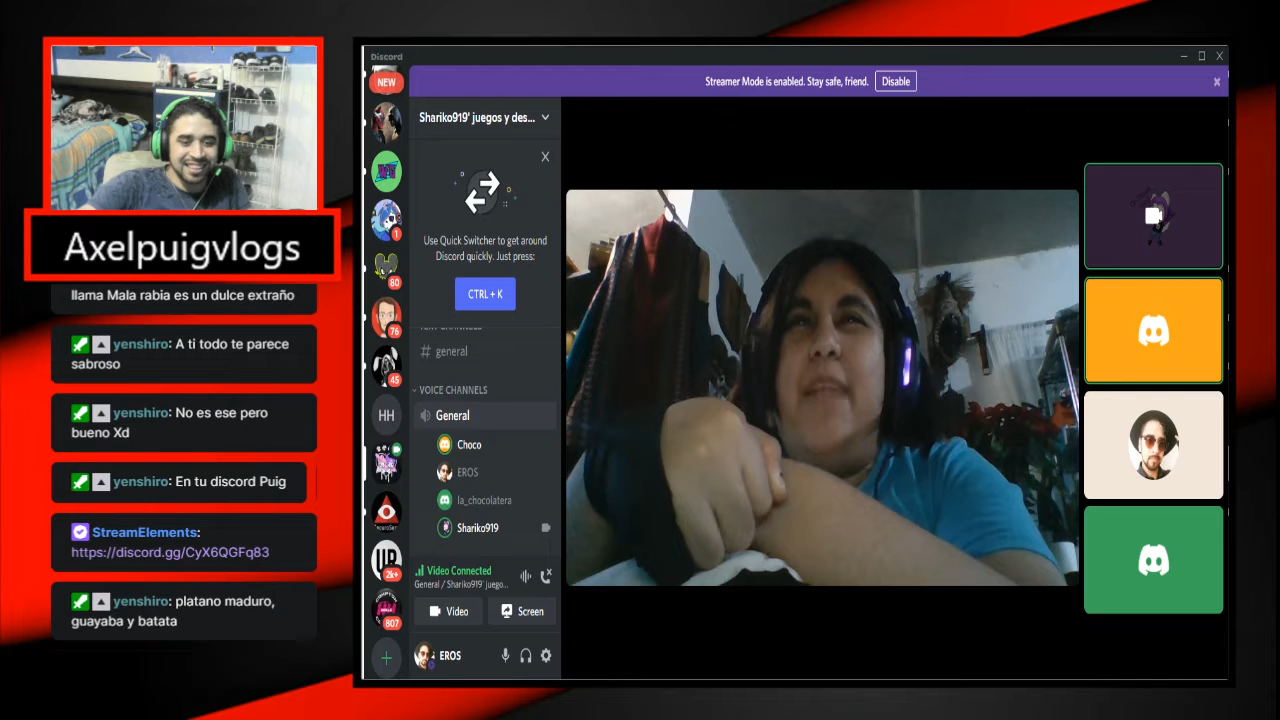 Axelpuigvlogs
llama Mala rabia es un dulce extraño
yenshiro: A ti todo te parece
sabroso
yenshiro: No es ese pero
bueno Xd
yenshiro: En tu discord Puig
StreamElements:
https://discord.gg/CyX6QGFq83
yenshiro: platano maduro,
guayaba y batata
Discord
NEW
1
80
76
45
HH
2k+
807
Streamer Mode is enabled. Stay safe, friend.
Disable
Shariko919' juegos y des...
Use Quick Switcher to get around
Discord quickly. Just press:
CTRL + K
# general
VOICE CHANNELS
General
Choco
EROS
la_chocolatera
Shariko919
Video Connected
General / Shariko919' juego...
Video
Screen
EROS